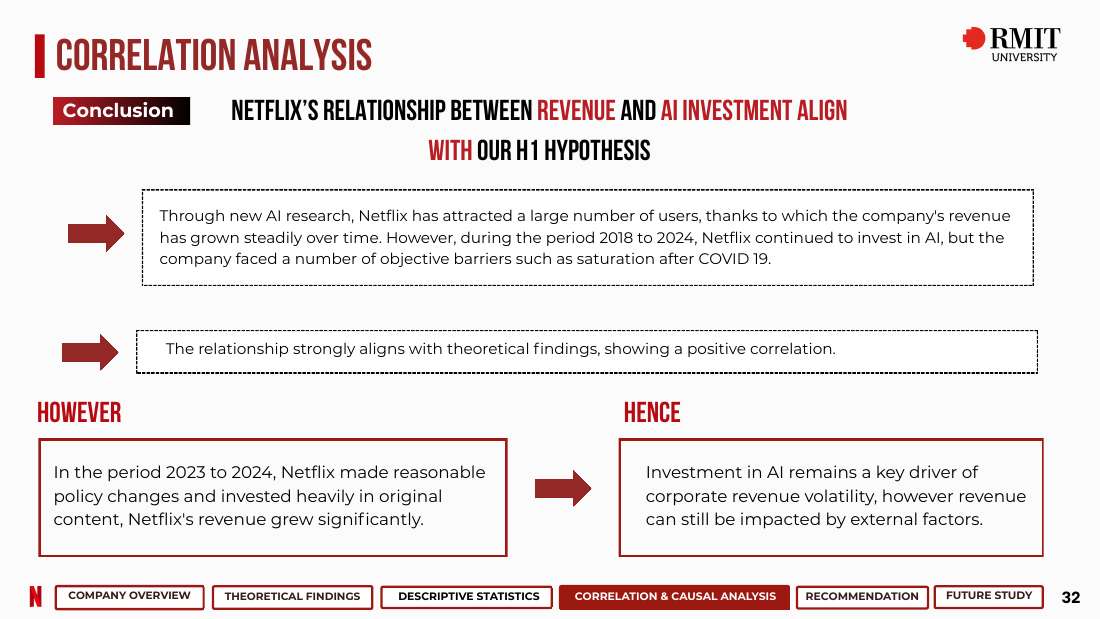 CORRELATION ANALYSIS
RMIT
UNIVERSITY
Conclusion
NETFLIX'S RELATIONSHIP BETWEEN REVENUE AND AI INVESTMENT ALIGN
WITH OUR H1 HYPOTHESIS
Through new AI research, Netflix has attracted a large number of users, thanks to which the company's revenue
has grown steadily over time. However, during the period 2018 to 2024, Netflix continued to invest in AI, but the
company faced a number of objective barriers such as saturation after COVID 19.
The relationship strongly aligns with theoretical findings, showing a positive correlation.
HOWEVER
In the period 2023 to 2024, Netflix made reasonable
policy changes and invested heavily in original
content, Netflix's revenue grew significantly.
HENCE
Investment in AI remains a key driver of
corporate revenue volatility, however revenue
can still be impacted by external factors.
N
COMPANY OVERVIEW
THEORETICAL FINDINGS
DESCRIPTIVE STATISTICS
CORRELATION & CAUSAL ANALYSIS
RECOMMENDATION
FUTURE STUDY
32